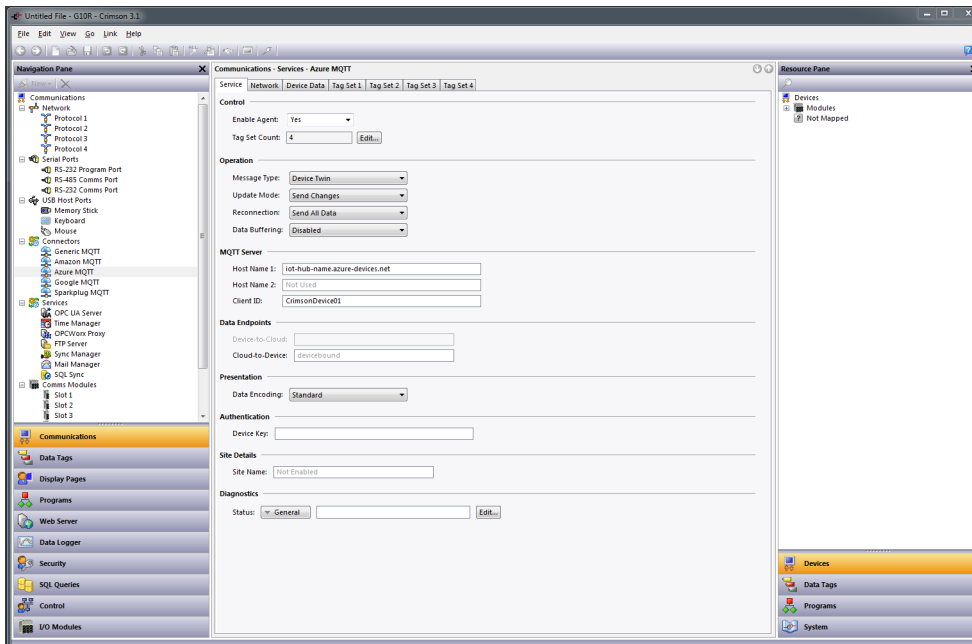 Untitled File - G10R - Crimson 3.1
File Edit View Go Link Help
Navigation Pane
New
Communications
Network
Protocol 1
Protocol 2
Protocol 3
Protocol 4
Serial Ports
RS-232 Program Port
RS-485 Comms Port
RS-232 Comms Port
USB Host Ports
Memory Stick
Keyboard
Mouse
Connectors
Generic MQTT
Amazon MQTT
Azure MQTT
Google MQTT
Sparkplug MQTT
Services
OPC UA Server
Time Manager
OPCWorx Proxy
FTP Server
Sync Manager
Mail Manager
SQL Sync
Comms Modules
Slot 1
Slot 2
Slot 3
Communications
Data Tags
Display Pages
Programs
Web Server
Data Logger
Security
SQL Queries
Control
I/O Modules
Communications - Services - Azure MQTT
Service Network Device Data Tag Set 1 Tag Set 2 Tag Set 3 Tag Set 4
Control
Enable Agent: Yes
Tag Set Count: 4 Edit...
Operation
Message Type: Device Twin
Update Mode: Send Changes
Reconnection: Send All Data
Data Buffering: Disabled
MQTT Server
Host Name 1: iot-hub-name.azure-devices.net
Host Name 2: Not Used
Client ID: CrimsonDevice01
Data Endpoints
Device-to-Cloud:
Cloud-to-Device: devicebound
Presentation
Data Encoding: Standard
Authentication
Device Key:
Site Details
Site Name: Not Enabled
Diagnostics
Status: General Edit...
Resource Pane
Devices
Modules
Not Mapped
Devices
Data Tags
Programs
System